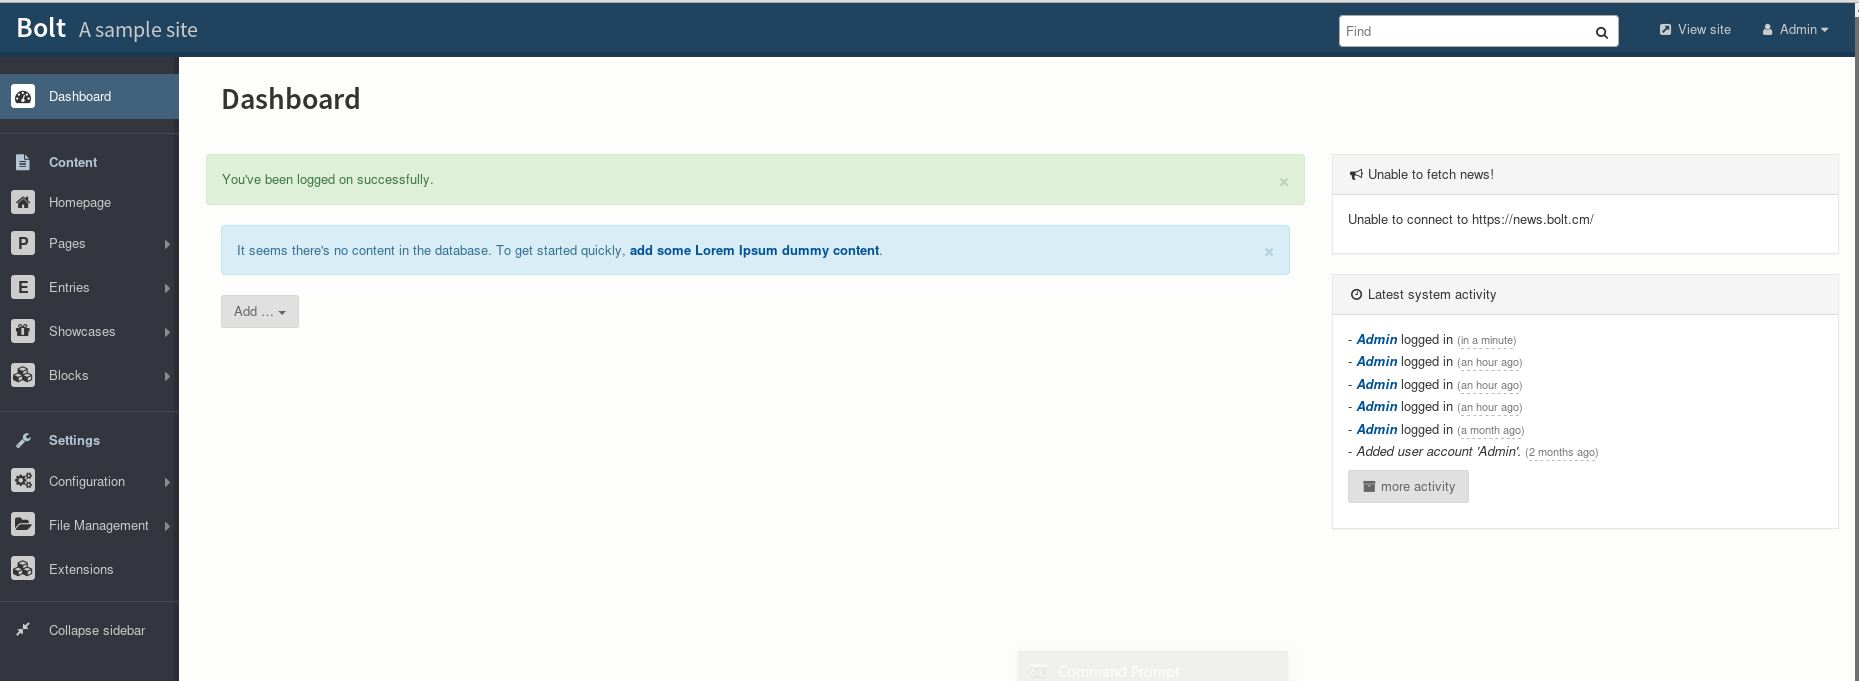 Bolt A sample site
Find
View site
Admin
Dashboard
Content
Homepage
P Pages
E Entries
Showcases
Blocks
Settings
Configuration
File Management
Extensions
Collapse sidebar
Dashboard
You've been logged on successfully. ×
It seems there's no content in the database. To get started quickly, add some Lorem Ipsum dummy content. ×
Add ...
Unable to fetch news!
Unable to connect to https://news.bolt.cm/
Latest system activity
- Admin logged in (in a minute)
- Admin logged in (an hour ago)
- Admin logged in (an hour ago)
- Admin logged in (an hour ago)
- Admin logged in (a month ago)
- Added user account 'Admin'. (2 months ago)
more activity
Command Prompt